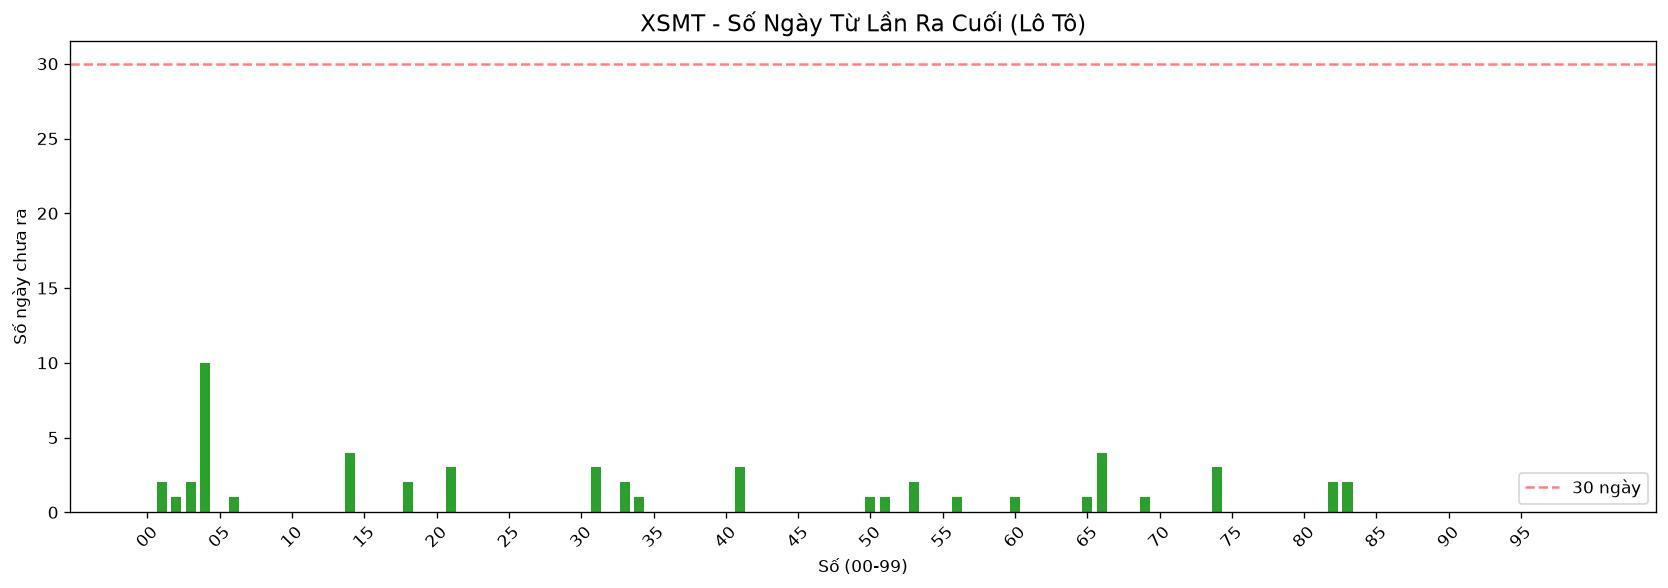 XSMT - Số Ngày Từ Lần Ra Cuối (Lô Tô)
Số ngày chưa ra
30
25
20
15
10
5
0
30 ngày
00 05 10 15 20 25 30 35 40 45 50 55 60 65 70 75 80 85 90 95
Số (00-99)